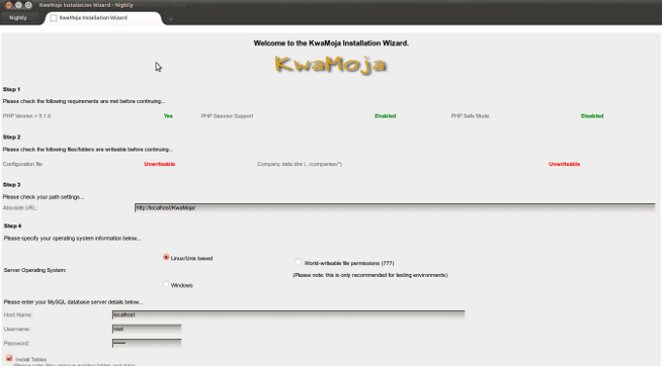 KwaMoja Installation Wizard - Nightly
Nightly
KwaMoja Installation Wizard
Welcome to the KwaMoja Installation Wizard.
KwaMoja
Step 1
Please check the following requirements are met before continuing...
PHP Version > 5.1.0 Yes PHP Session Support Enabled PHP Safe Mode Disabled
Step 2
Please check the following files/folders are writeable before continuing...
Configuration file Unwriteable Company data dirs (../companies/*) Unwriteable
Step 3
Please check your path settings...
Absolute URL: http://localhost/KwaMoja/
Step 4
Please specify your operating system information below...
Server Operating System: Linux/Unix based World-writeable file permissions (777)
(Please note: this is only recommended for testing environments)
Windows
Please enter your MySQL database server details below...
Host Name: localhost
Username: root
Password:
Install Tables